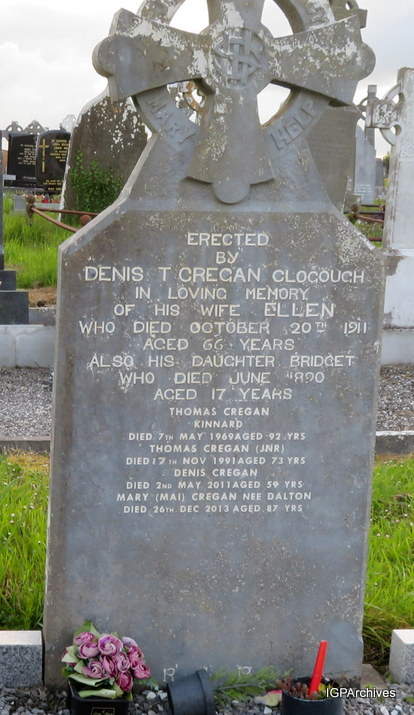 MARY HELP
ERECTED
BY
DENIS T CREGAN CLOGOUGH
IN LOVING MEMORY
OF HIS WIFE ELLEN
WHO DIED OCTOBER 20TH 1911
AGED 66 YEARS
ALSO HIS DAUGHTER BRIDGET
WHO DIED JUNE 1890
AGED 17 YEARS
THOMAS CREGAN
KINNARD
DIED 7TH MAY 1969 AGED 92 YRS
THOMAS CREGAN (JNR)
DIED 17TH NOV 1991 AGED 73 YRS
DENIS CREGAN
DIED 2ND MAY 2011 AGED 59 YRS
MARY (MAI) CREGAN NEE DALTON
DIED 26TH DEC 2013 AGED 87 YRS
IGPArchives